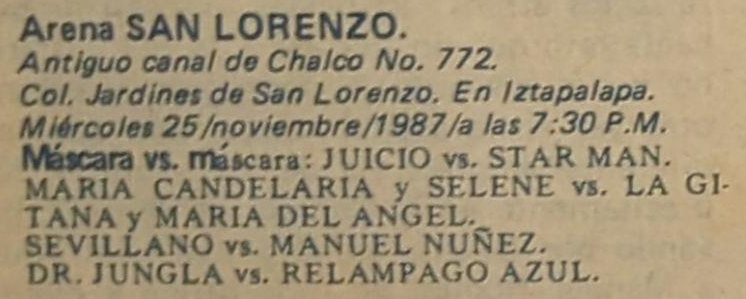 Arena SAN LORENZO.
Antiguo canal de Chalco No. 772.
Col. Jardines de San Lorenzo. En Iztapalapa.
Miércoles 25/noviembre/1987/a las 7:30 P.M.
Máscara vs. máscara: JUICIO vs. STAR MAN.
MARIA CANDELARIA y SELENE vs. LA GI-
TANA y MARIA DEL ANGEL.
SEVILLANO vs. MANUEL NUÑEZ.
DR. JUNGLA vs. RELAMPAGO AZUL.